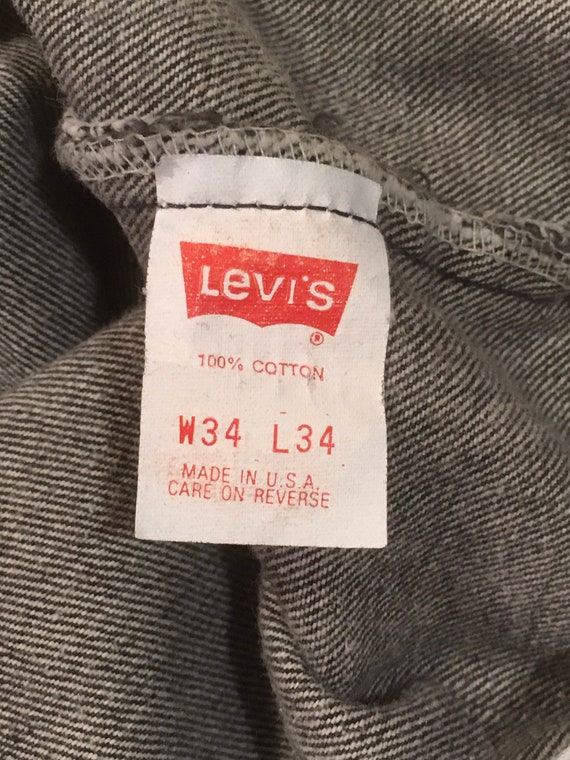 Levi's
®
100% COTTON
W34 L34
MADE IN U.S.A.
CARE ON REVERSE